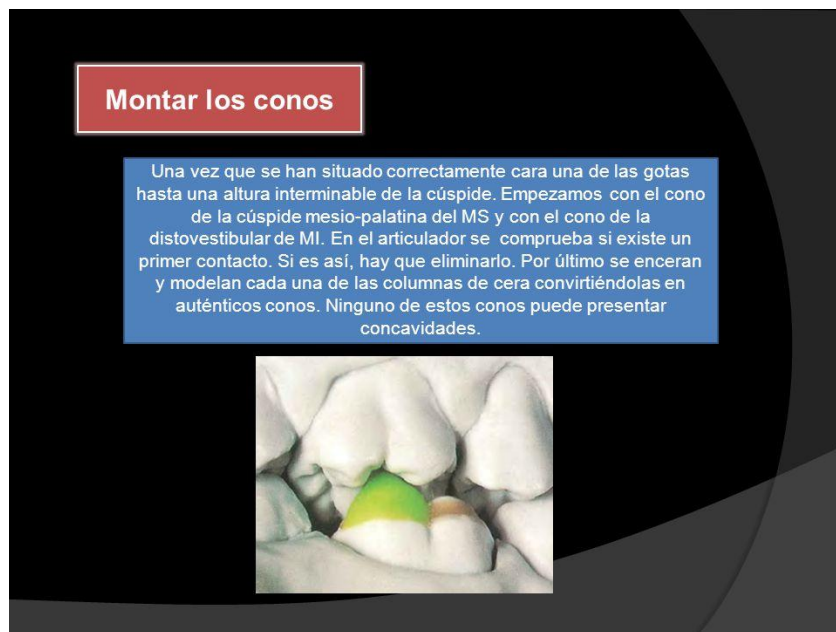 Montar los conos
Una vez que se han situado correctamente cara una de las gotas
hasta una altura interminable de la cúspide. Empezamos con el cono
de la cúspide mesio-palatina del MS y con el cono de la
distovestibular de MI. En el articulador se comprueba si existe un
primer contacto. Si es así, hay que eliminarlo. Por último se enceran
y modelan cada una de las columnas de cera convirtiéndolas en
auténticos conos. Ninguno de estos conos puede presentar
concavidades.